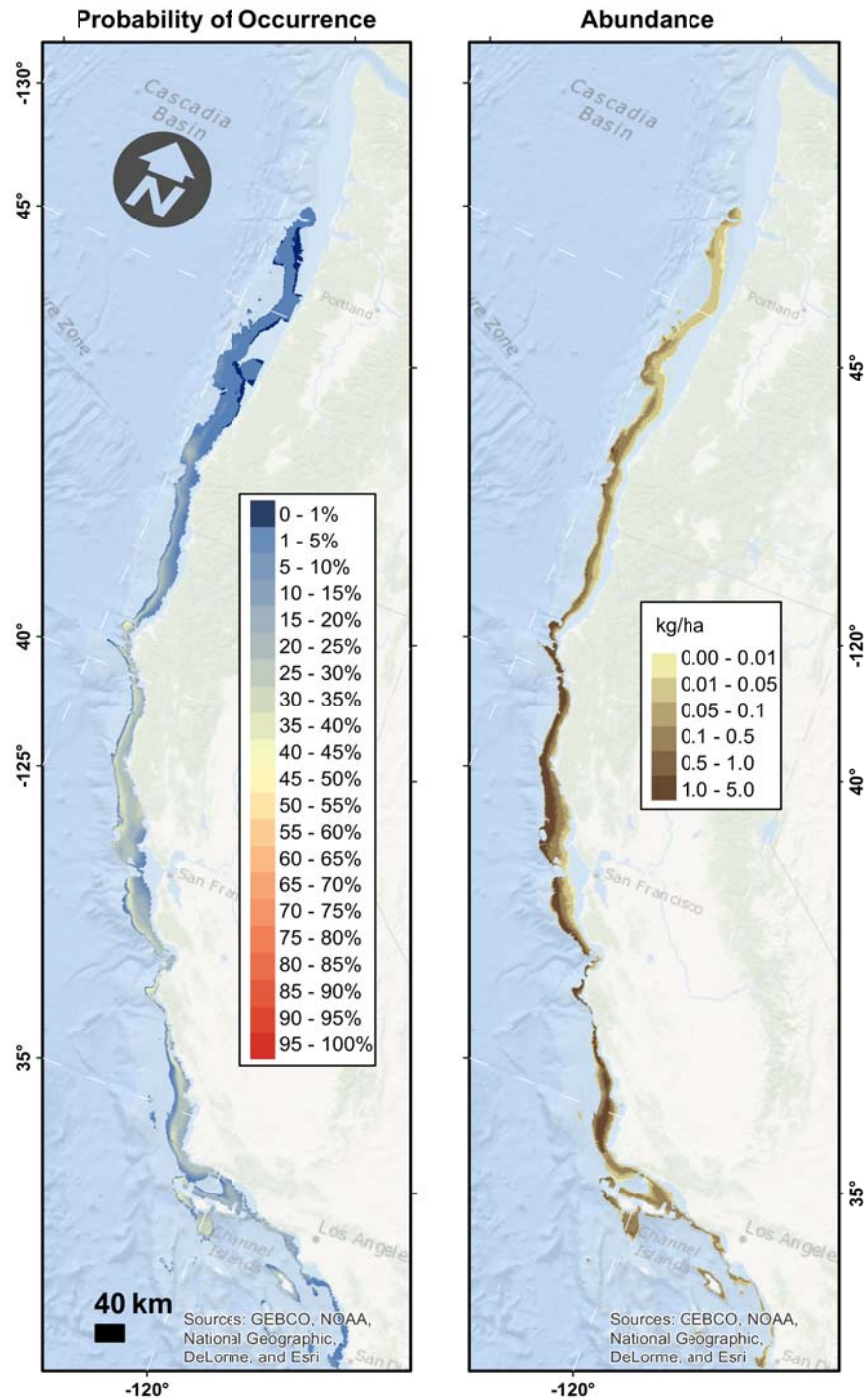 Probability of Occurrence
Abundance
-130°
45°
40°
-125°
35°
-120°
Cascadia
Basin
N
re Zone
Portland
San Francisco
Los Angeles
Channel
Islands
San D
0 - 1%
1 - 5%
5 - 10%
10 - 15%
15 - 20%
20 - 25%
25 - 30%
30 - 35%
35 - 40%
40 - 45%
45 - 50%
50 - 55%
55 - 60%
60 - 65%
65 - 70%
70 - 75%
75 - 80%
80 - 85%
85 - 90%
90 - 95%
95 - 100%
40 km
Sources: GEBCO, NOAA,
National Geographic,
DeLorme, and Esri
Cascadia
Basin
re Zone
Portland
45°
-120°
40°
35°
-120°
kg/ha
0.00 - 0.01
0.01 - 0.05
0.05 - 0.1
0.1 - 0.5
0.5 - 1.0
1.0 - 5.0
San Francisco
Los Angeles
Channel
Islands
San D
Sources: GEBCO, NOAA,
National Geographic,
DeLorme, and Esri